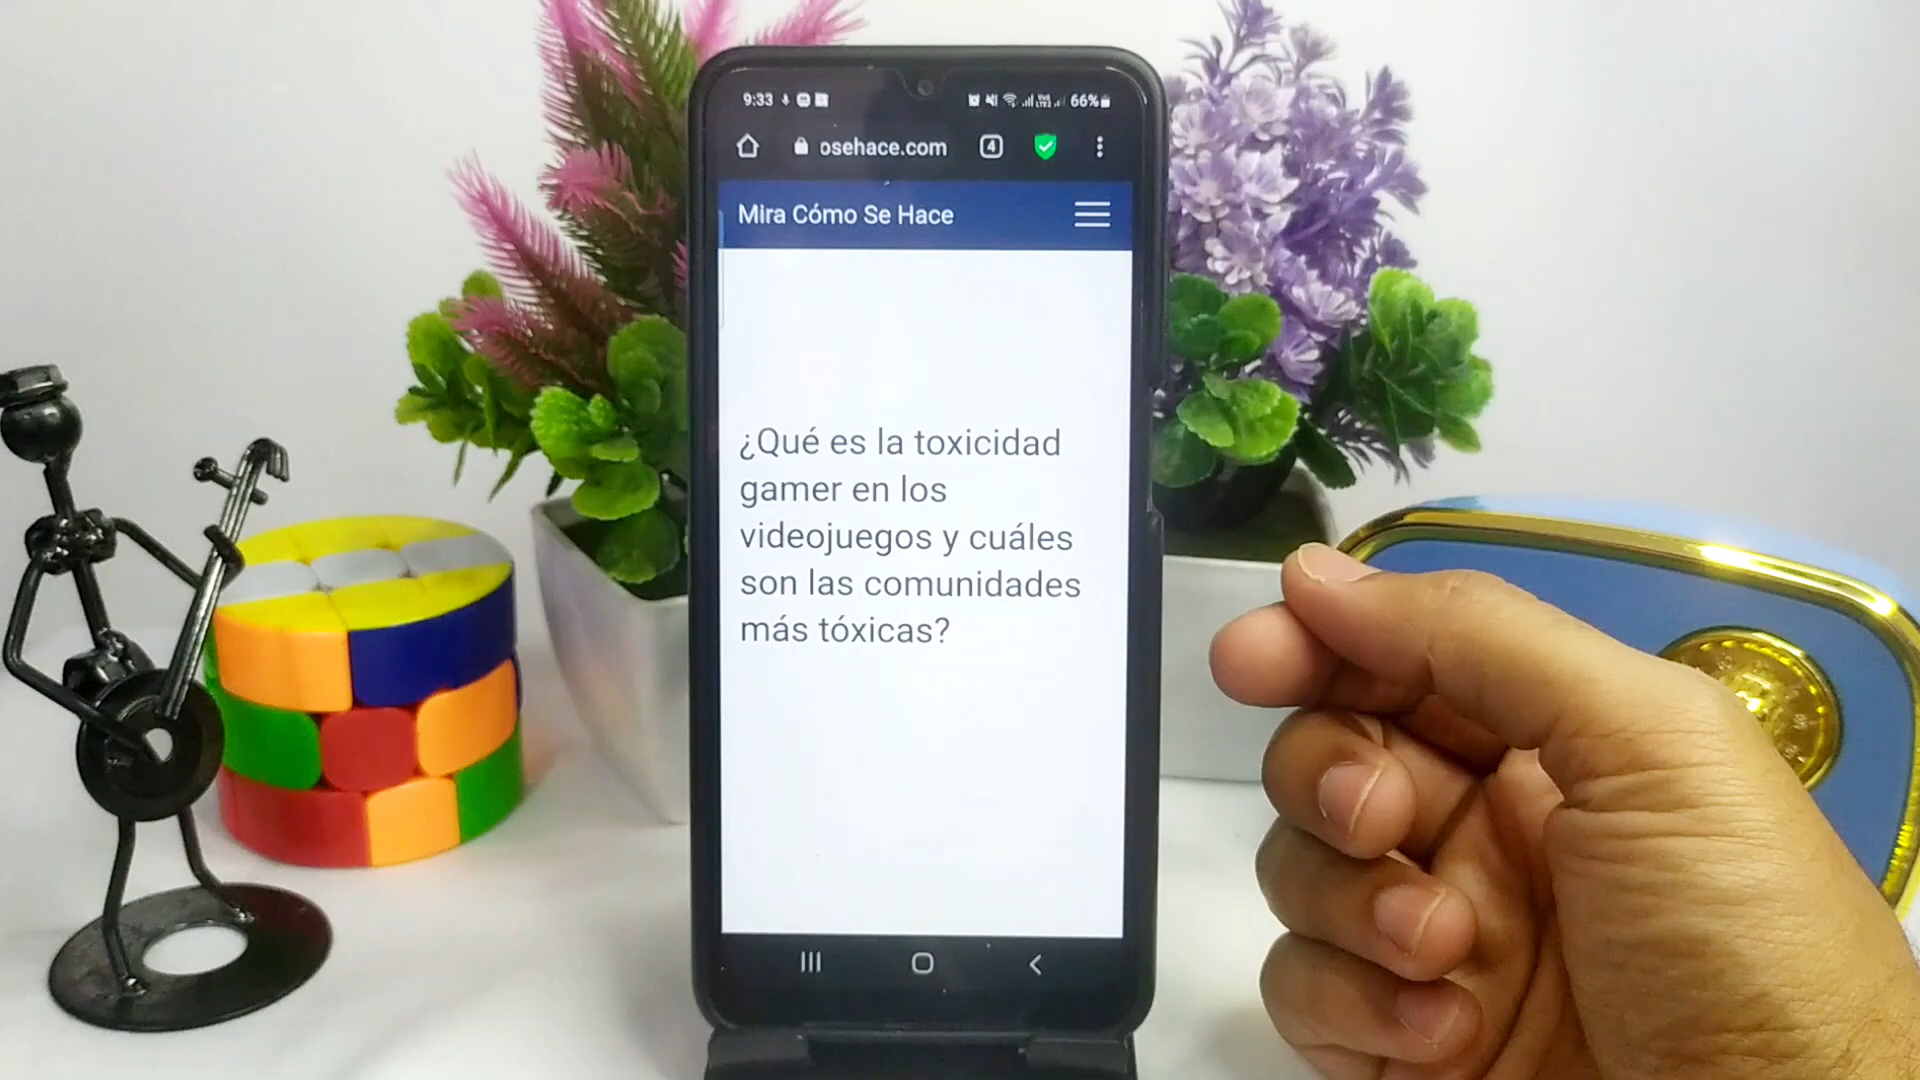 9:33
66%
osehace.com
4
Mira Cómo Se Hace
¿Qué es la toxicidad
gamer en los
videojuegos y cuáles
son las comunidades
más tóxicas?